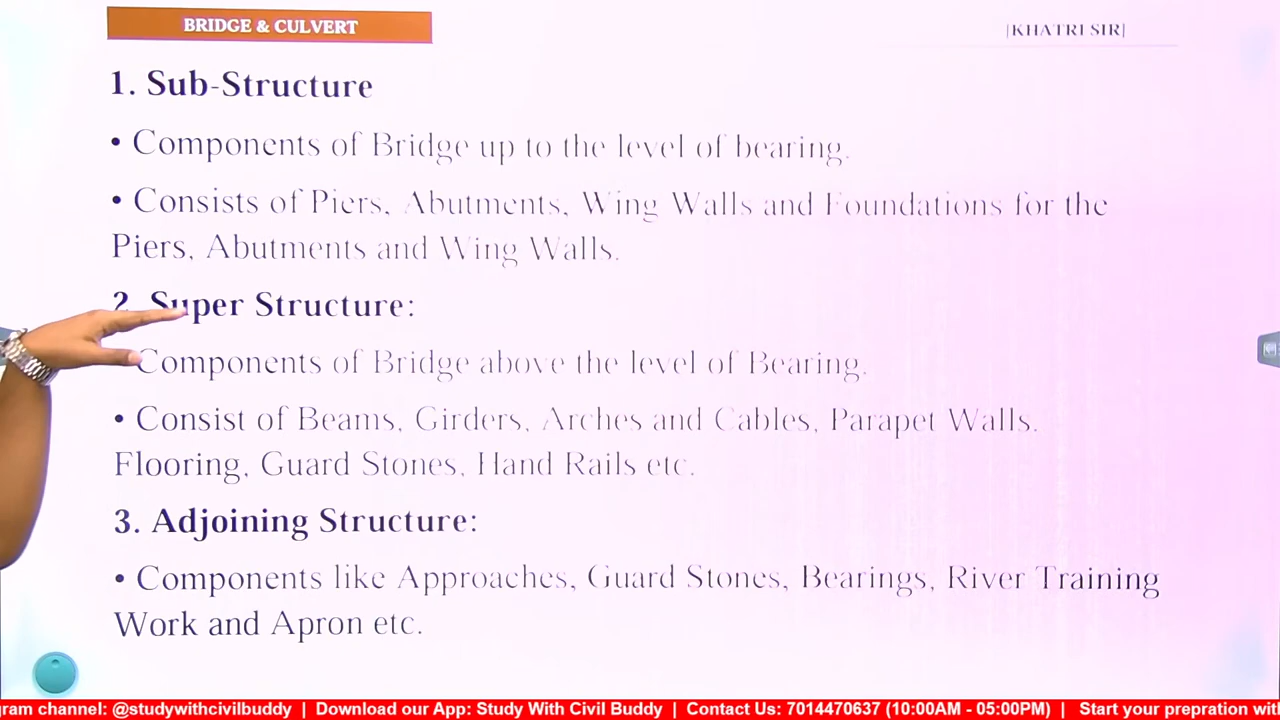 BRIDGE & CULVERT
[KHATRI SIR]
1. Sub-Structure
• Components of Bridge up to the level of bearing.
• Consists of Piers, Abutments, Wing Walls and Foundations for the
Piers, Abutments and Wing Walls.
2. Super Structure:
Components of Bridge above the level of Bearing.
• Consist of Beams, Girders, Arches and Cables, Parapet Walls.
Flooring, Guard Stones, Hand Rails etc.
3. Adjoining Structure:
• Components like Approaches, Guard Stones, Bearings, River Training
Work and Apron etc.
gram channel: @studywithcivilbuddy | Download our App: Study With Civil Buddy | Contact Us: 7014470637 (10:00AM - 05:00PM) | Start your prepration wit